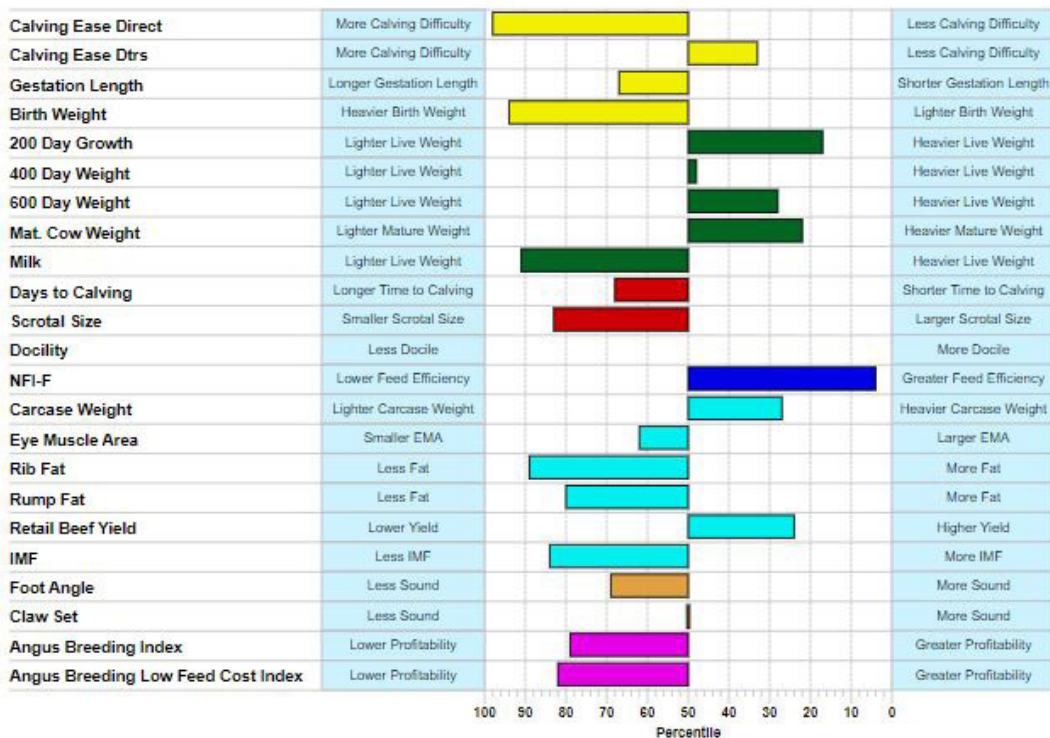 Calving Ease Direct More Calving Difficulty Less Calving Difficulty
Calving Ease Dtrs More Calving Difficulty Less Calving Difficulty
Gestation Length Longer Gestation Length Shorter Gestation Length
Birth Weight Heavier Birth Weight Lighter Birth Weight
200 Day Growth Lighter Live Weight Heavier Live Weight
400 Day Weight Lighter Live Weight Heavier Live Weight
600 Day Weight Lighter Live Weight Heavier Live Weight
Mat. Cow Weight Lighter Mature Weight Heavier Mature Weight
Milk Lighter Live Weight Heavier Live Weight
Days to Calving Longer Time to Calving Shorter Time to Calving
Scrotal Size Smaller Scrotal Size Larger Scrotal Size
Docility Less Docile More Docile
NFI-F Lower Feed Efficiency Greater Feed Efficiency
Carcase Weight Lighter Carcase Weight Heavier Carcase Weight
Eye Muscle Area Smaller EMA Larger EMA
Rib Fat Less Fat More Fat
Rump Fat Less Fat More Fat
Retail Beef Yield Lower Yield Higher Yield
IMF Less IMF More IMF
Foot Angle Less Sound More Sound
Claw Set Less Sound More Sound
Angus Breeding Index Lower Profitability Greater Profitability
Angus Breeding Low Feed Cost Index Lower Profitability Greater Profitability
100 90 80 70 60 50 40 30 20 10 0
Percentile